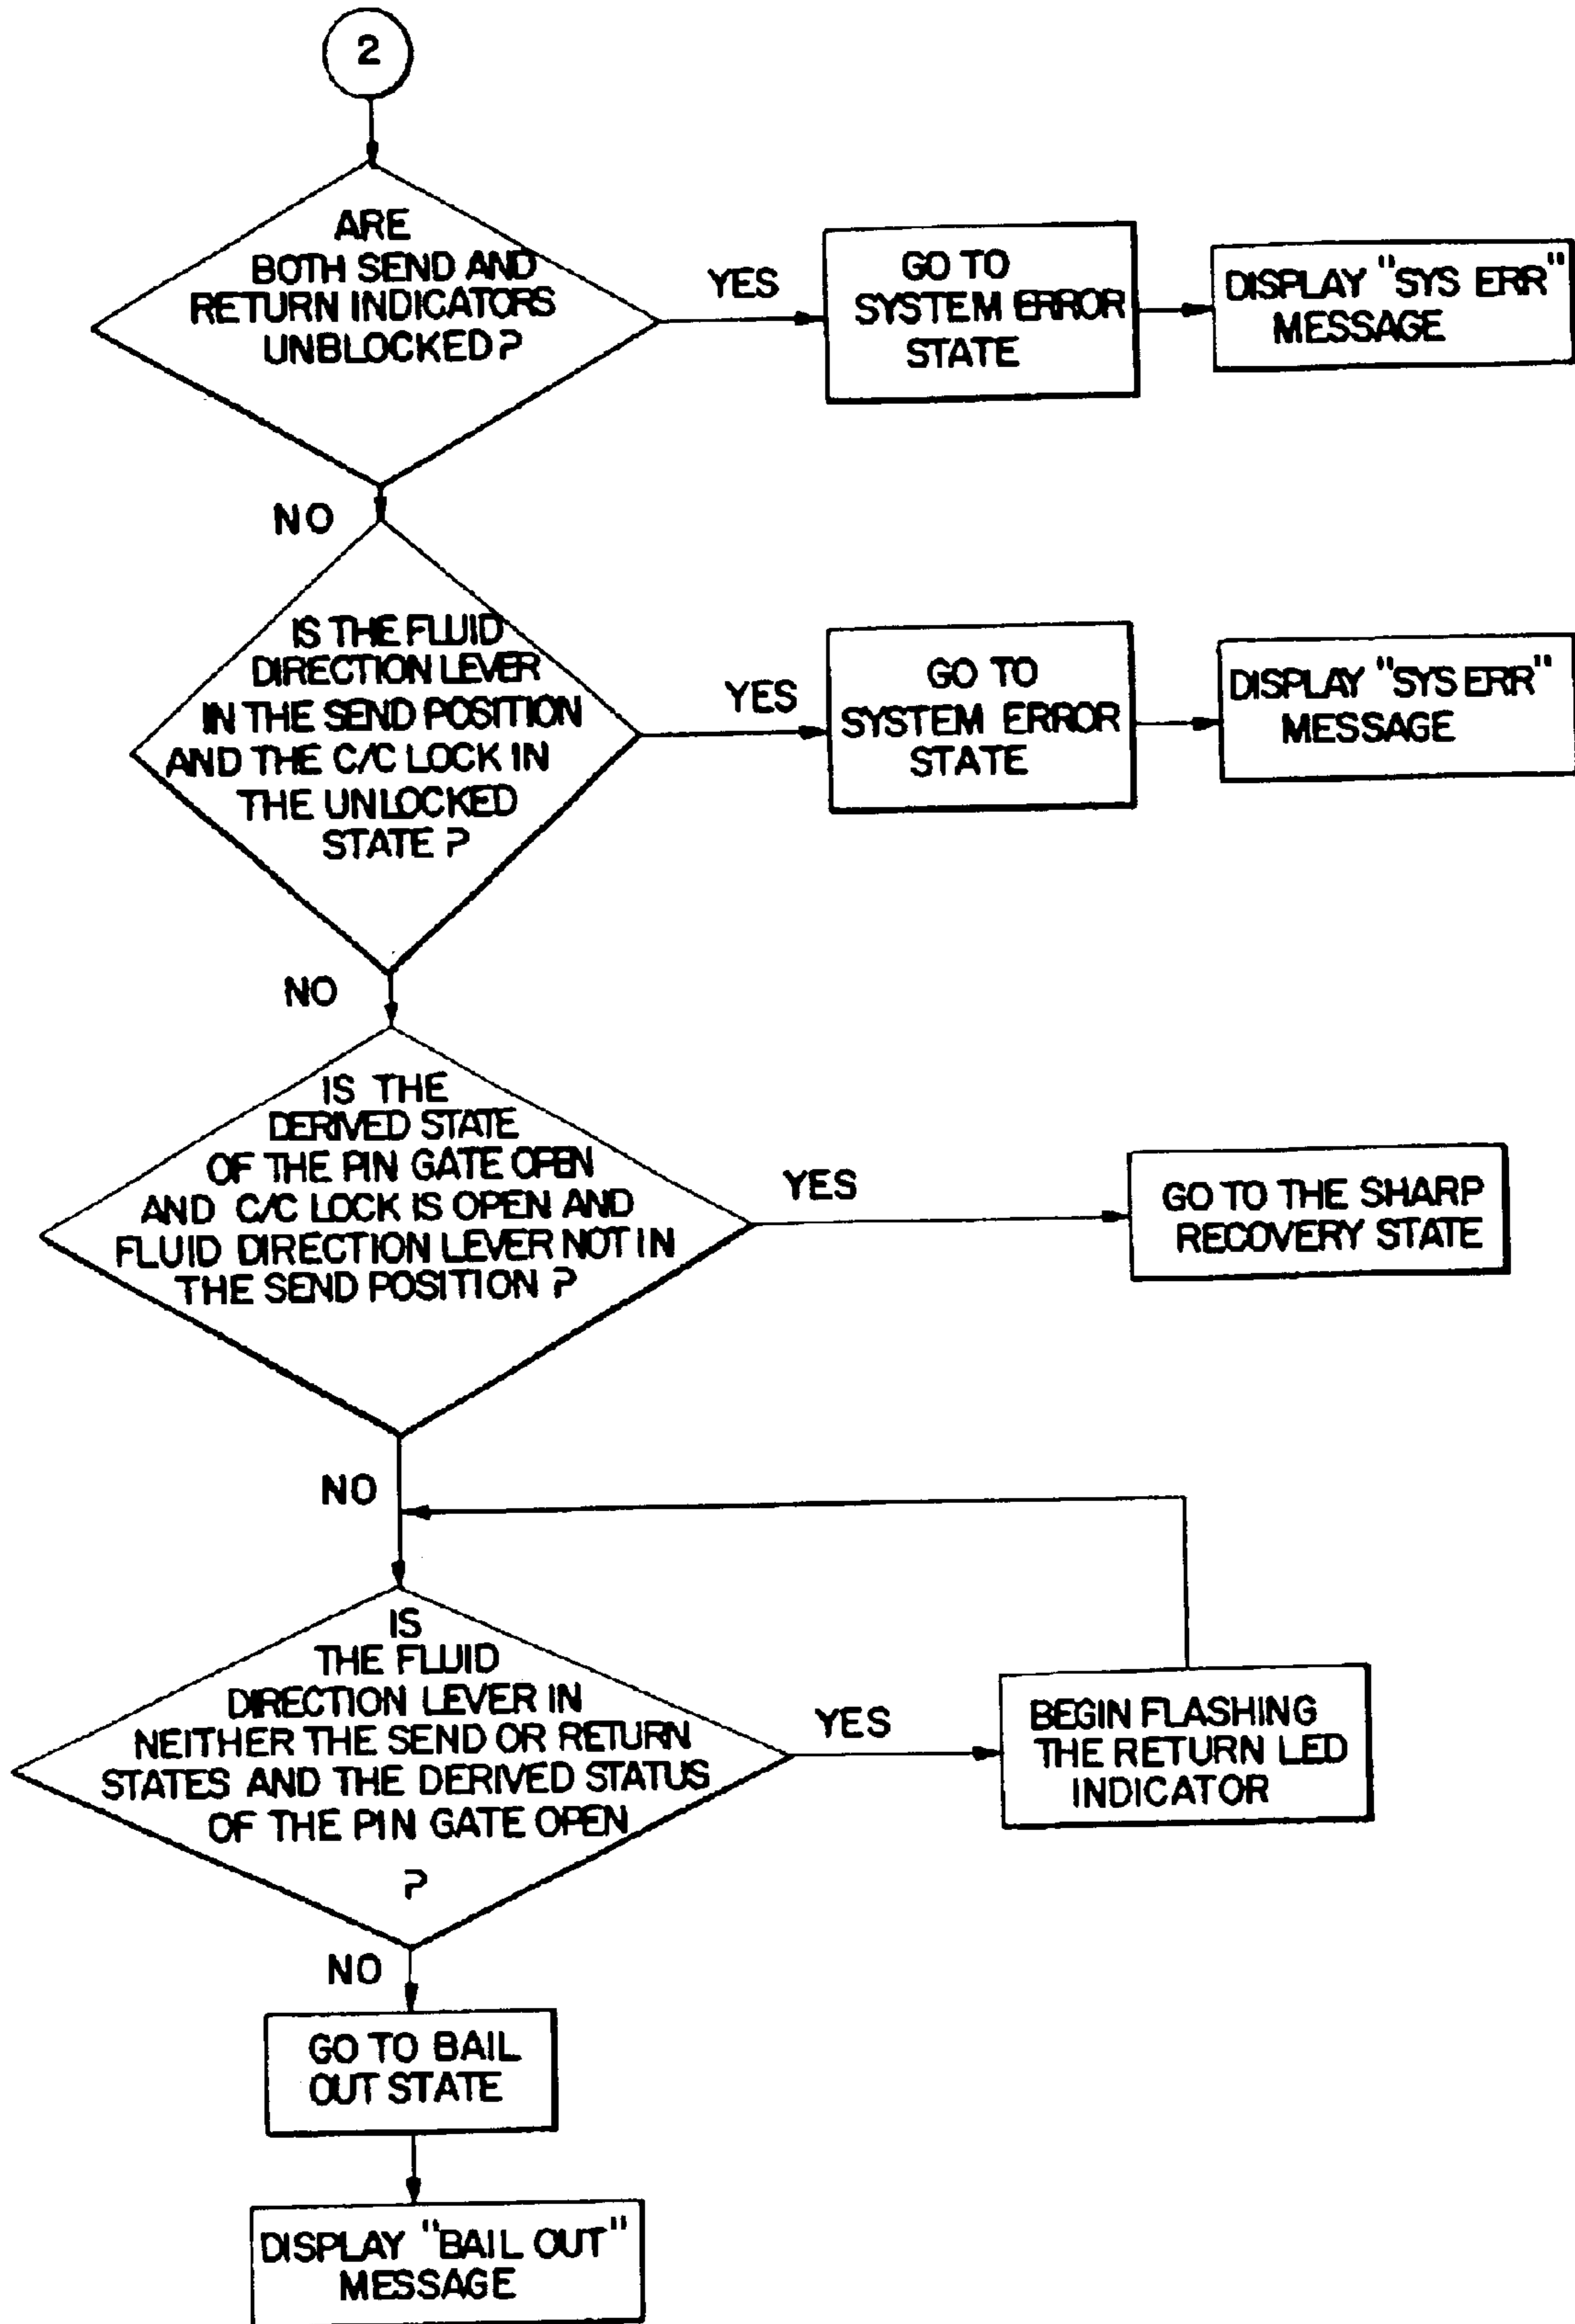 2
ARE
BOTH SEND AND
RETURN INDICATORS
UNBLOCKED?
YES
GO TO
SYSTEM ERROR
STATE
DISPLAY "SYS ERR"
MESSAGE
NO
IS THE FLUID
DIRECTION LEVER
IN THE SEND POSITION
AND THE C/C LOCK IN
THE UNLOCKED
STATE?
YES
GO TO
SYSTEM ERROR
STATE
DISPLAY "SYS ERR"
MESSAGE
NO
IS THE
DERIVED STATE
OF THE PIN GATE OPEN
AND C/C LOCK IS OPEN AND
FLUID DIRECTION LEVER NOT IN
THE SEND POSITION?
YES
GO TO THE SHARP
RECOVERY STATE
NO
IS
THE FLUID
DIRECTION LEVER IN
NEITHER THE SEND OR RETURN
STATES AND THE DERIVED STATUS
OF THE PIN GATE OPEN
?
YES
BEGIN FLASHING
THE RETURN LED
INDICATOR
NO
GO TO BAIL
OUT STATE
DISPLAY "BAIL OUT"
MESSAGE